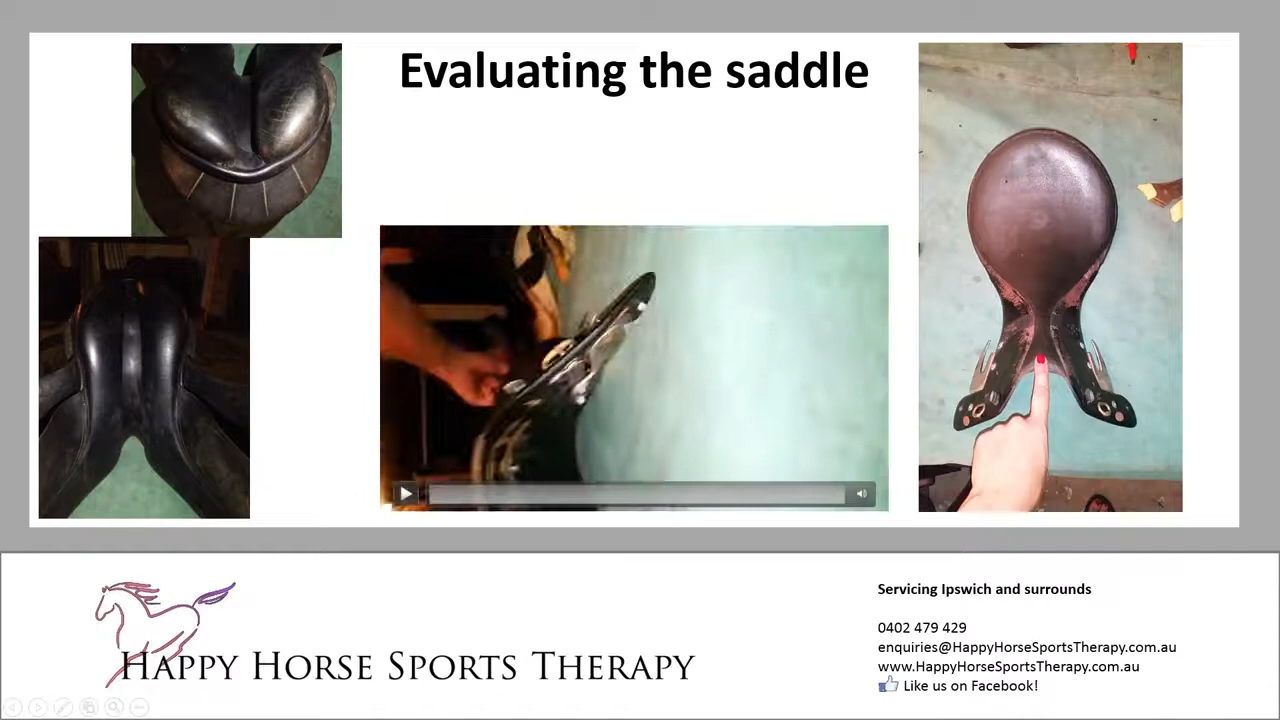 Evaluating the saddle
HAPPY HORSE SPORTS THERAPY
Servicing Ipswich and surrounds
0402 479 429
enquiries@HappyHorseSportsTherapy.com.au
www.HappyHorseSportsTherapy.com.au
Like us on Facebook!